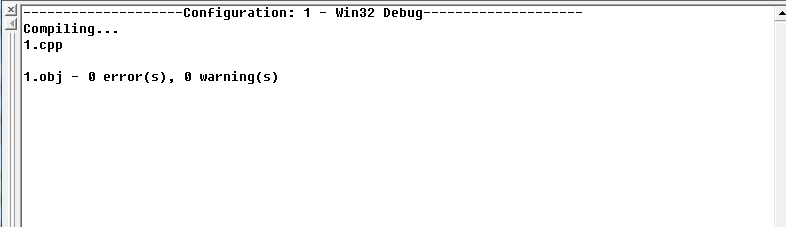 --------------------Configuration: 1 - Win32 Debug--------------------
Compiling...
1.cpp
1.obj - 0 error(s), 0 warning(s)